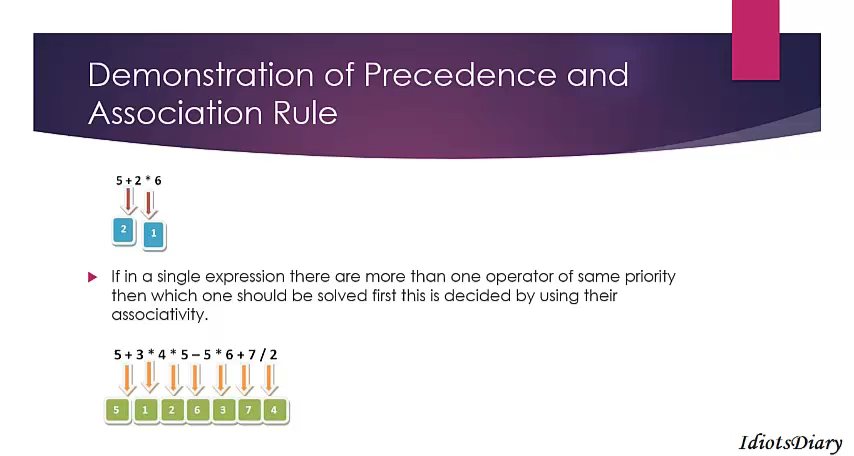 Demonstration of Precedence and
Association Rule
5 + 2 * 6
2 1
If in a single expression there are more than one operator of same priority
then which one should be solved first this is decided by using their
associativity.
5 + 3 * 4 * 5 – 5 * 6 + 7 / 2
5 1 2 6 3 7 4
IdiotsDiary